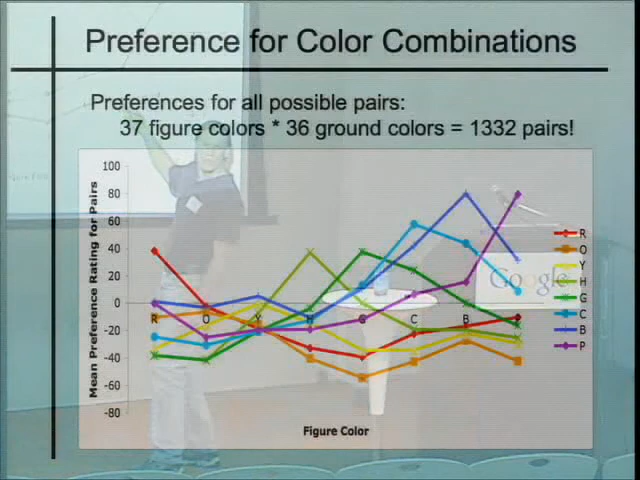 Preference for Color Combinations
Preferences for all possible pairs:
37 figure colors * 36 ground colors = 1332 pairs!
Mean Preference Rating for Pairs
100
80
60
40
20
0
-20
-40
-60
-80
R O Y H G C B
Figure Color
R
O
Y
H
G
C
B
P
Google